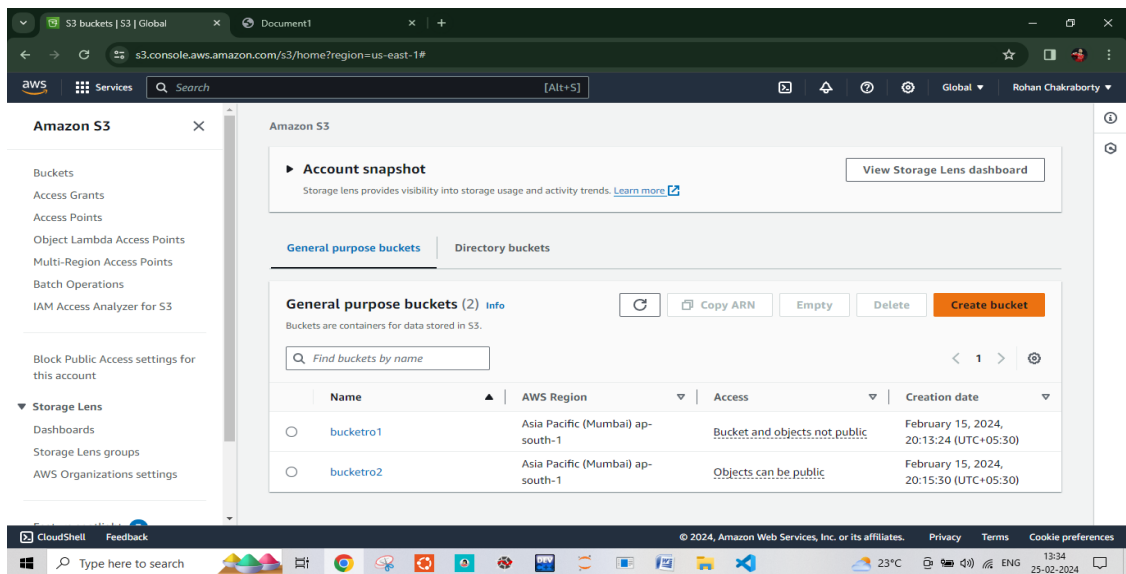 S3 buckets | S3 | Global
Document1
s3.console.aws.amazon.com/s3/home?region=us-east-1#
aws
Services
Search
[Alt+S]
Global
Rohan Chakraborty
Amazon S3
Buckets
Access Grants
Access Points
Object Lambda Access Points
Multi-Region Access Points
Batch Operations
IAM Access Analyzer for S3
Block Public Access settings for
this account
Storage Lens
Dashboards
Storage Lens groups
AWS Organizations settings
Amazon S3
Account snapshot
View Storage Lens dashboard
Storage lens provides visibility into storage usage and activity trends. Learn more
General purpose buckets
Directory buckets
General purpose buckets (2) Info
Copy ARN
Empty
Delete
Create bucket
Buckets are containers for data stored in S3.
Find buckets by name
1
Name
AWS Region
Access
Creation date
bucketro1
Asia Pacific (Mumbai) ap-
south-1
Bucket and objects not public
February 15, 2024,
20:13:24 (UTC+05:30)
bucketro2
Asia Pacific (Mumbai) ap-
south-1
Objects can be public
February 15, 2024,
20:15:30 (UTC+05:30)
CloudShell
Feedback
© 2024, Amazon Web Services, Inc. or its affiliates.
Privacy
Terms
Cookie preferences
Type here to search
DEV
23°C
ENG
13:34
25-02-2024